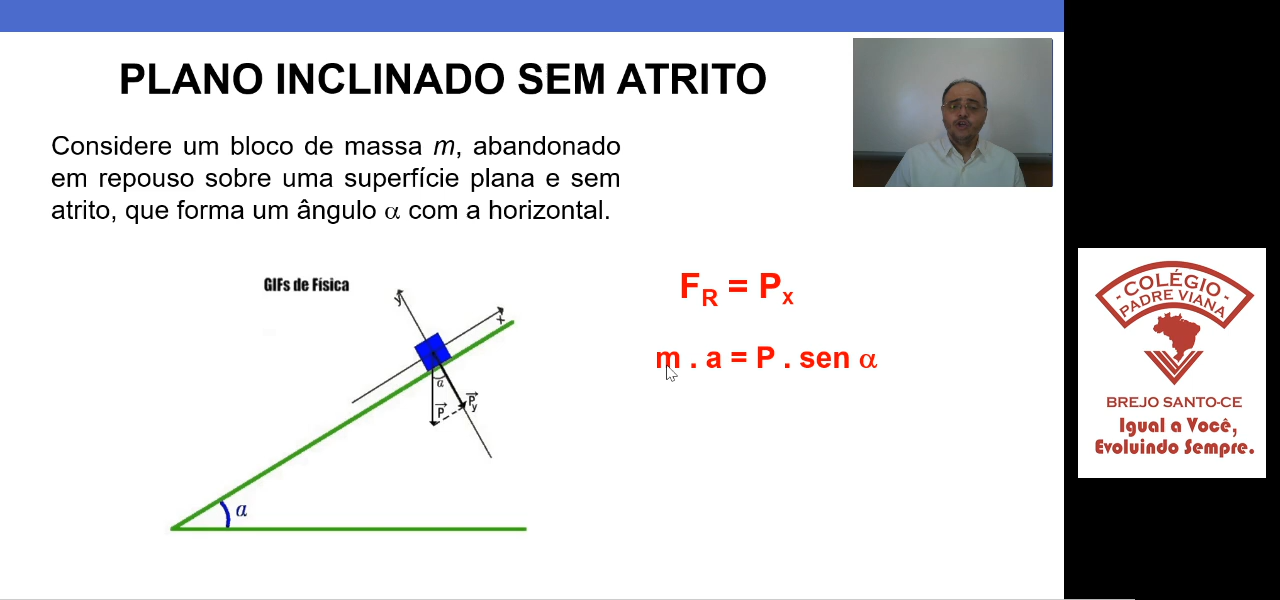 PLANO INCLINADO SEM ATRITO
Considere um bloco de massa m, abandonado
em repouso sobre uma superfície plana e sem
atrito, que forma um ângulo α com a horizontal.
GIFs de Física
y
x
α
P
Py
α
FR = Px
m . a = P . sen α
- COLÉGIO -
PADRE VIANA
BREJO SANTO-CE
Igual a Você,
Evoluindo Sempre.